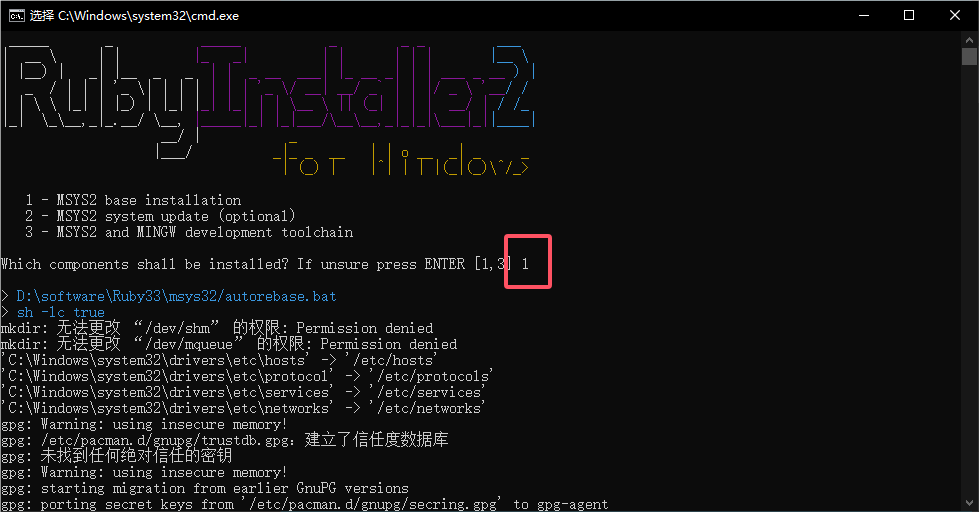 选择 C:\Windows\system32\cmd.exe
RubyInstaller2
for Windows
1 - MSYS2 base installation
2 - MSYS2 system update (optional)
3 - MSYS2 and MINGW development toolchain
Which components shall be installed? If unsure press ENTER [1,3] 1
> D:\software\Ruby33\msys32/autorebase.bat
> sh -lc true
mkdir: 无法更改 “/dev/shm” 的权限: Permission denied
mkdir: 无法更改 “/dev/mqueue” 的权限: Permission denied
'C:\Windows\system32\drivers\etc\hosts' -> '/etc/hosts'
'C:\Windows\system32\drivers\etc\protocol' -> '/etc/protocols'
'C:\Windows\system32\drivers\etc\services' -> '/etc/services'
'C:\Windows\system32\drivers\etc\networks' -> '/etc/networks'
gpg: Warning: using insecure memory!
gpg: /etc/pacman.d/gnupg/trustdb.gpg：建立了信任度数据库
gpg: 未找到任何绝对信任的密钥
gpg: Warning: using insecure memory!
gpg: starting migration from earlier GnuPG versions
gpg: porting secret keys from '/etc/pacman.d/gnupg/secring.gpg' to gpg-agent